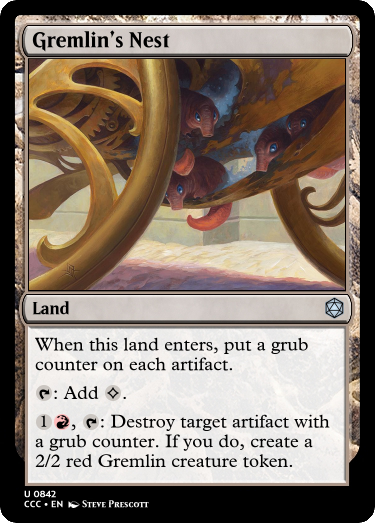 Gremlin's Nest
Land
When this land enters, put a grub
counter on each artifact.
: Add .
1 , : Destroy target artifact with
a grub counter. If you do, create a
2/2 red Gremlin creature token.
U 0842
CCC • EN Steve Prescott